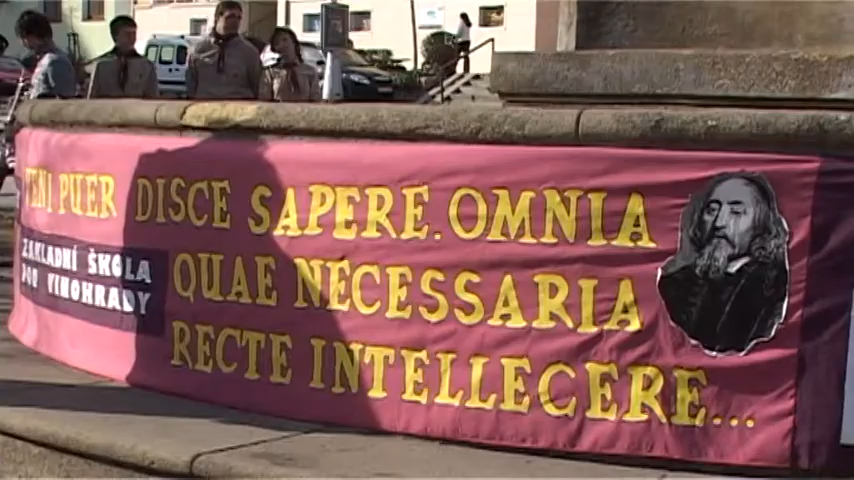 VENI PUER DISCE SAPERE. OMNIA
QUAE NECESSARIA
RECTE INTELLECERE...
ZÁKLADNÍ ŠKOLA
POD VINOHRADY